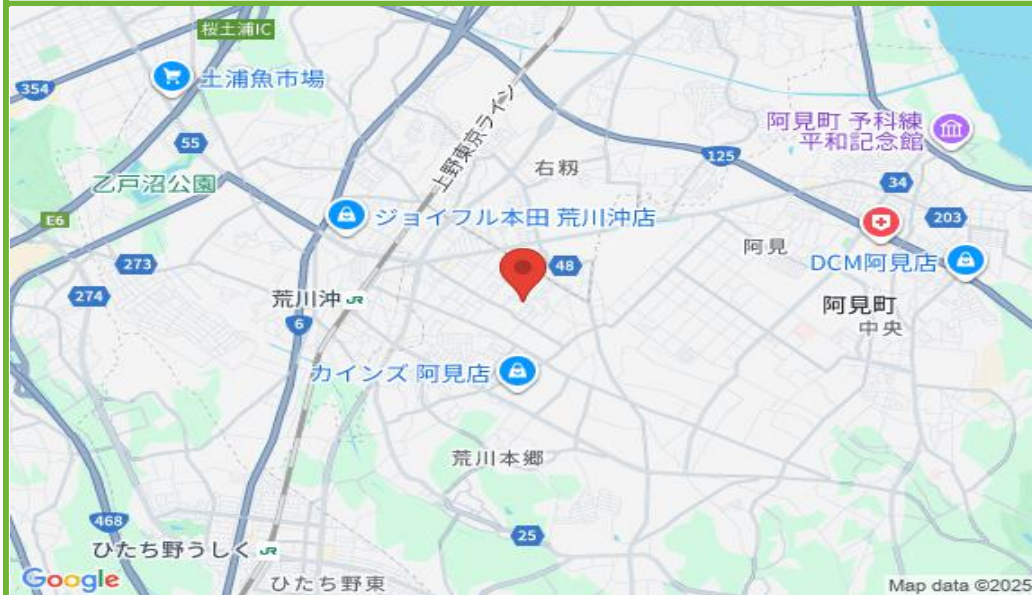 桜土浦IC
354
土浦魚市場
上野東京ライン
阿見町 予科練
平和記念館
55
右籾
125
乙戸沼公園
34
E6
ジョイフル本田 荒川沖店
203
273
阿見
48
DCM阿見店
274
荒川沖 JR
阿見町
6
中央
カインズ 阿見店
荒川本郷
468
25
ひたち野うしく JR
Google
ひたち野東
Map data ©2025